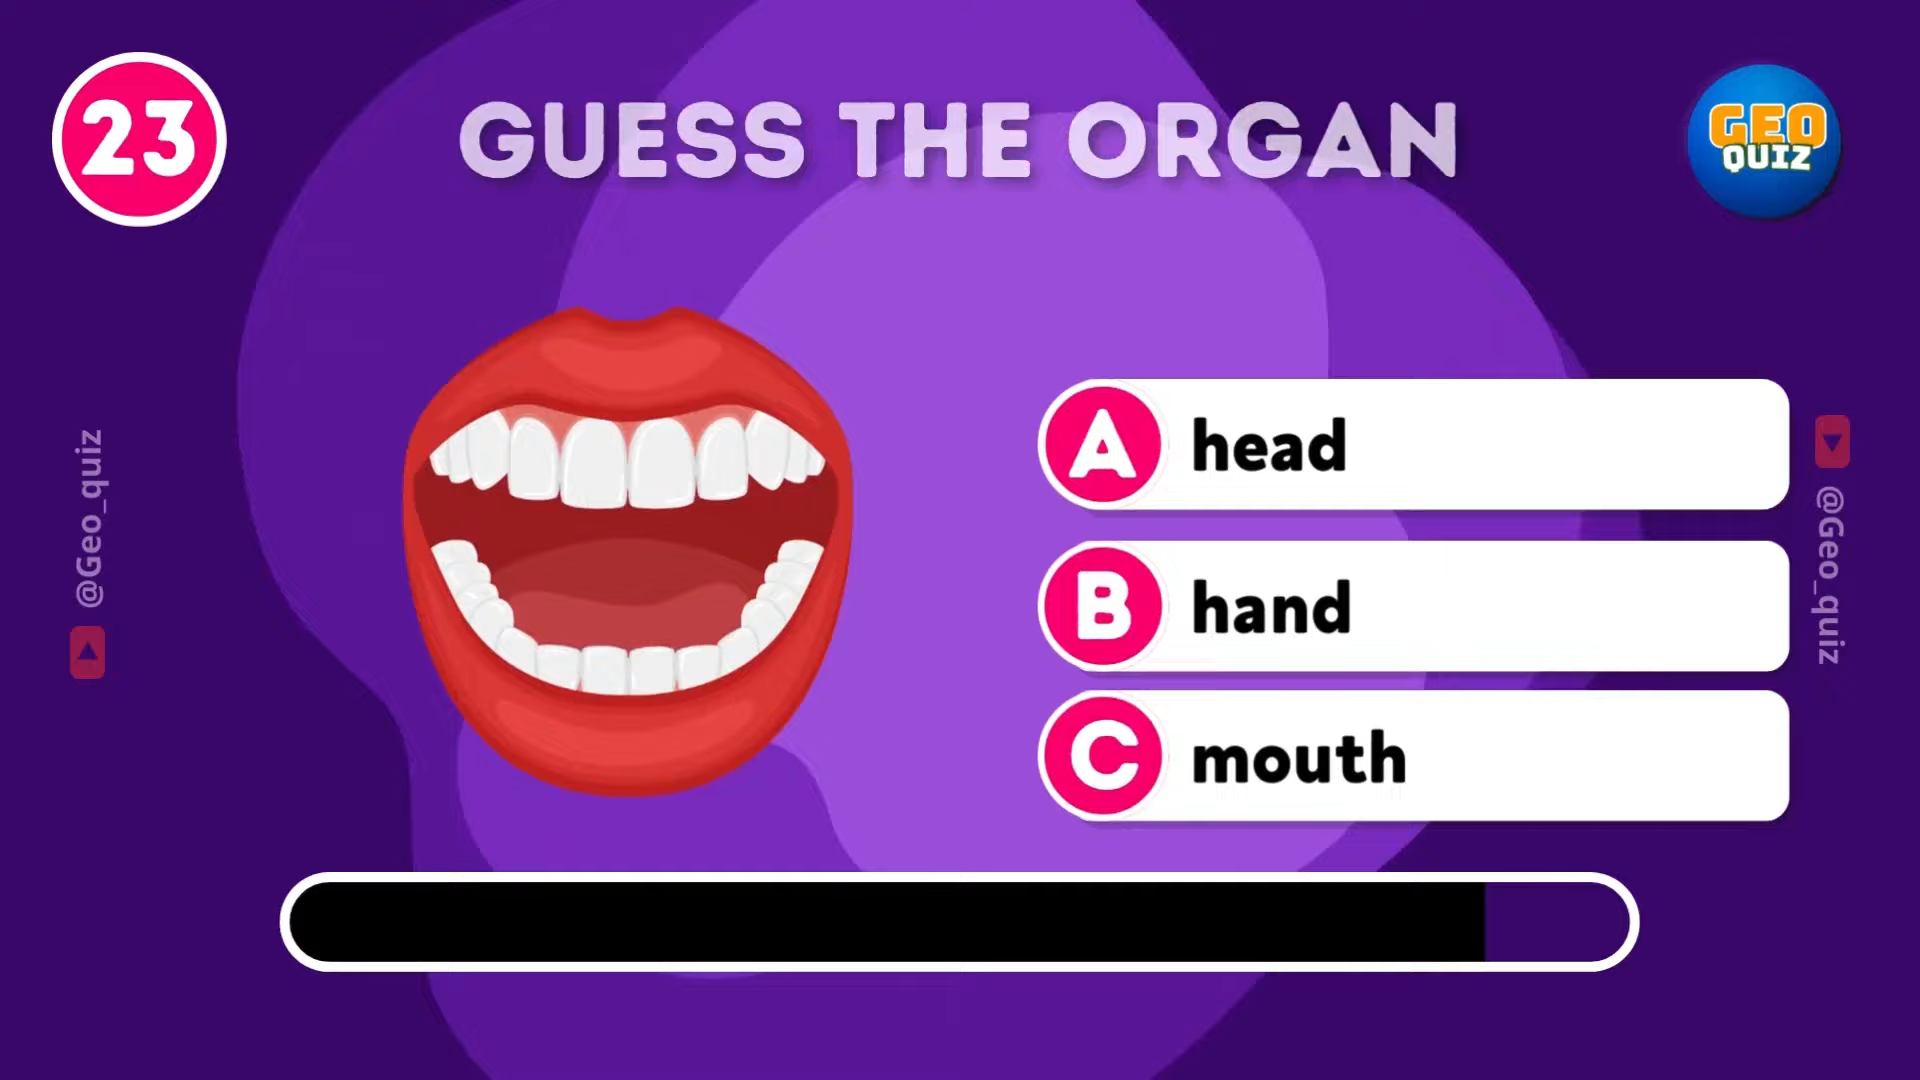 23
GUESS THE ORGAN
GEO
QUIZ
@Geo_quiz
A head
B hand
C mouth
@Geo_quiz